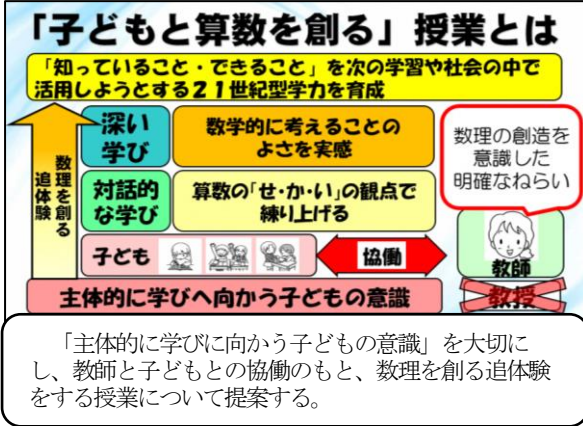 「子どもと算数を創る」授業とは
「知っていること・できること」を次の学習や社会の中で
活用しようとする２１世紀型学力を育成
数理を創る
追体験
深い
学び
数学的に考えることの
よさを実感
対話的
な学び
算数の「せ・か・い」の観点で
練り上げる
子ども
協働
数理の創造を
意識した
明確なねらい
教師
主体的に学びへ向かう子どもの意識
教授
「主体的に学びに向かう子どもの意識」を大切に
し、教師と子どもとの協働のもと、数理を創る追体験
をする授業について提案する。